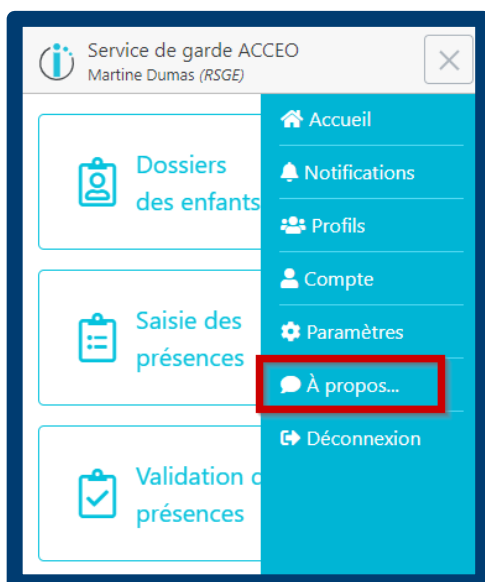 Service de garde ACCEO
Martine Dumas (RSGE)
Accueil
Notifications
Profils
Compte
Paramètres
À propos...
Déconnexion
Dossiers
des enfants
Saisie des
présences
Validation d
présences